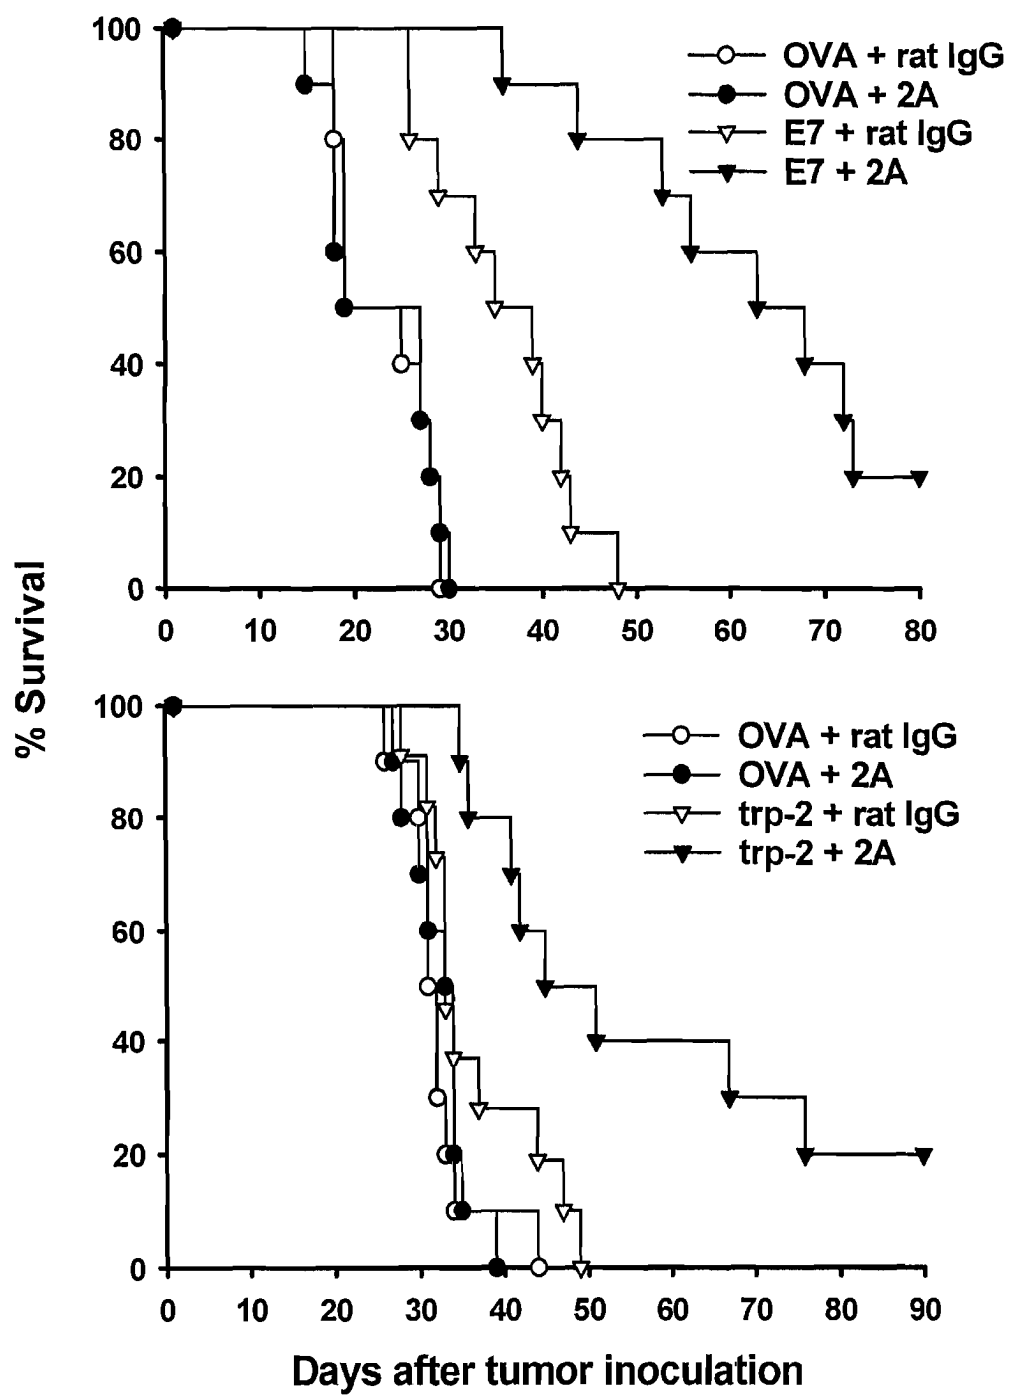 100
80
60
40
20
0
0 10 20 30 40 50 60 70 80
OVA + rat IgG
OVA + 2A
E7 + rat IgG
E7 + 2A
% Survival
100
80
60
40
20
0
0 10 20 30 40 50 60 70 80 90
OVA + rat IgG
OVA + 2A
trp-2 + rat IgG
trp-2 + 2A
Days after tumor inoculation